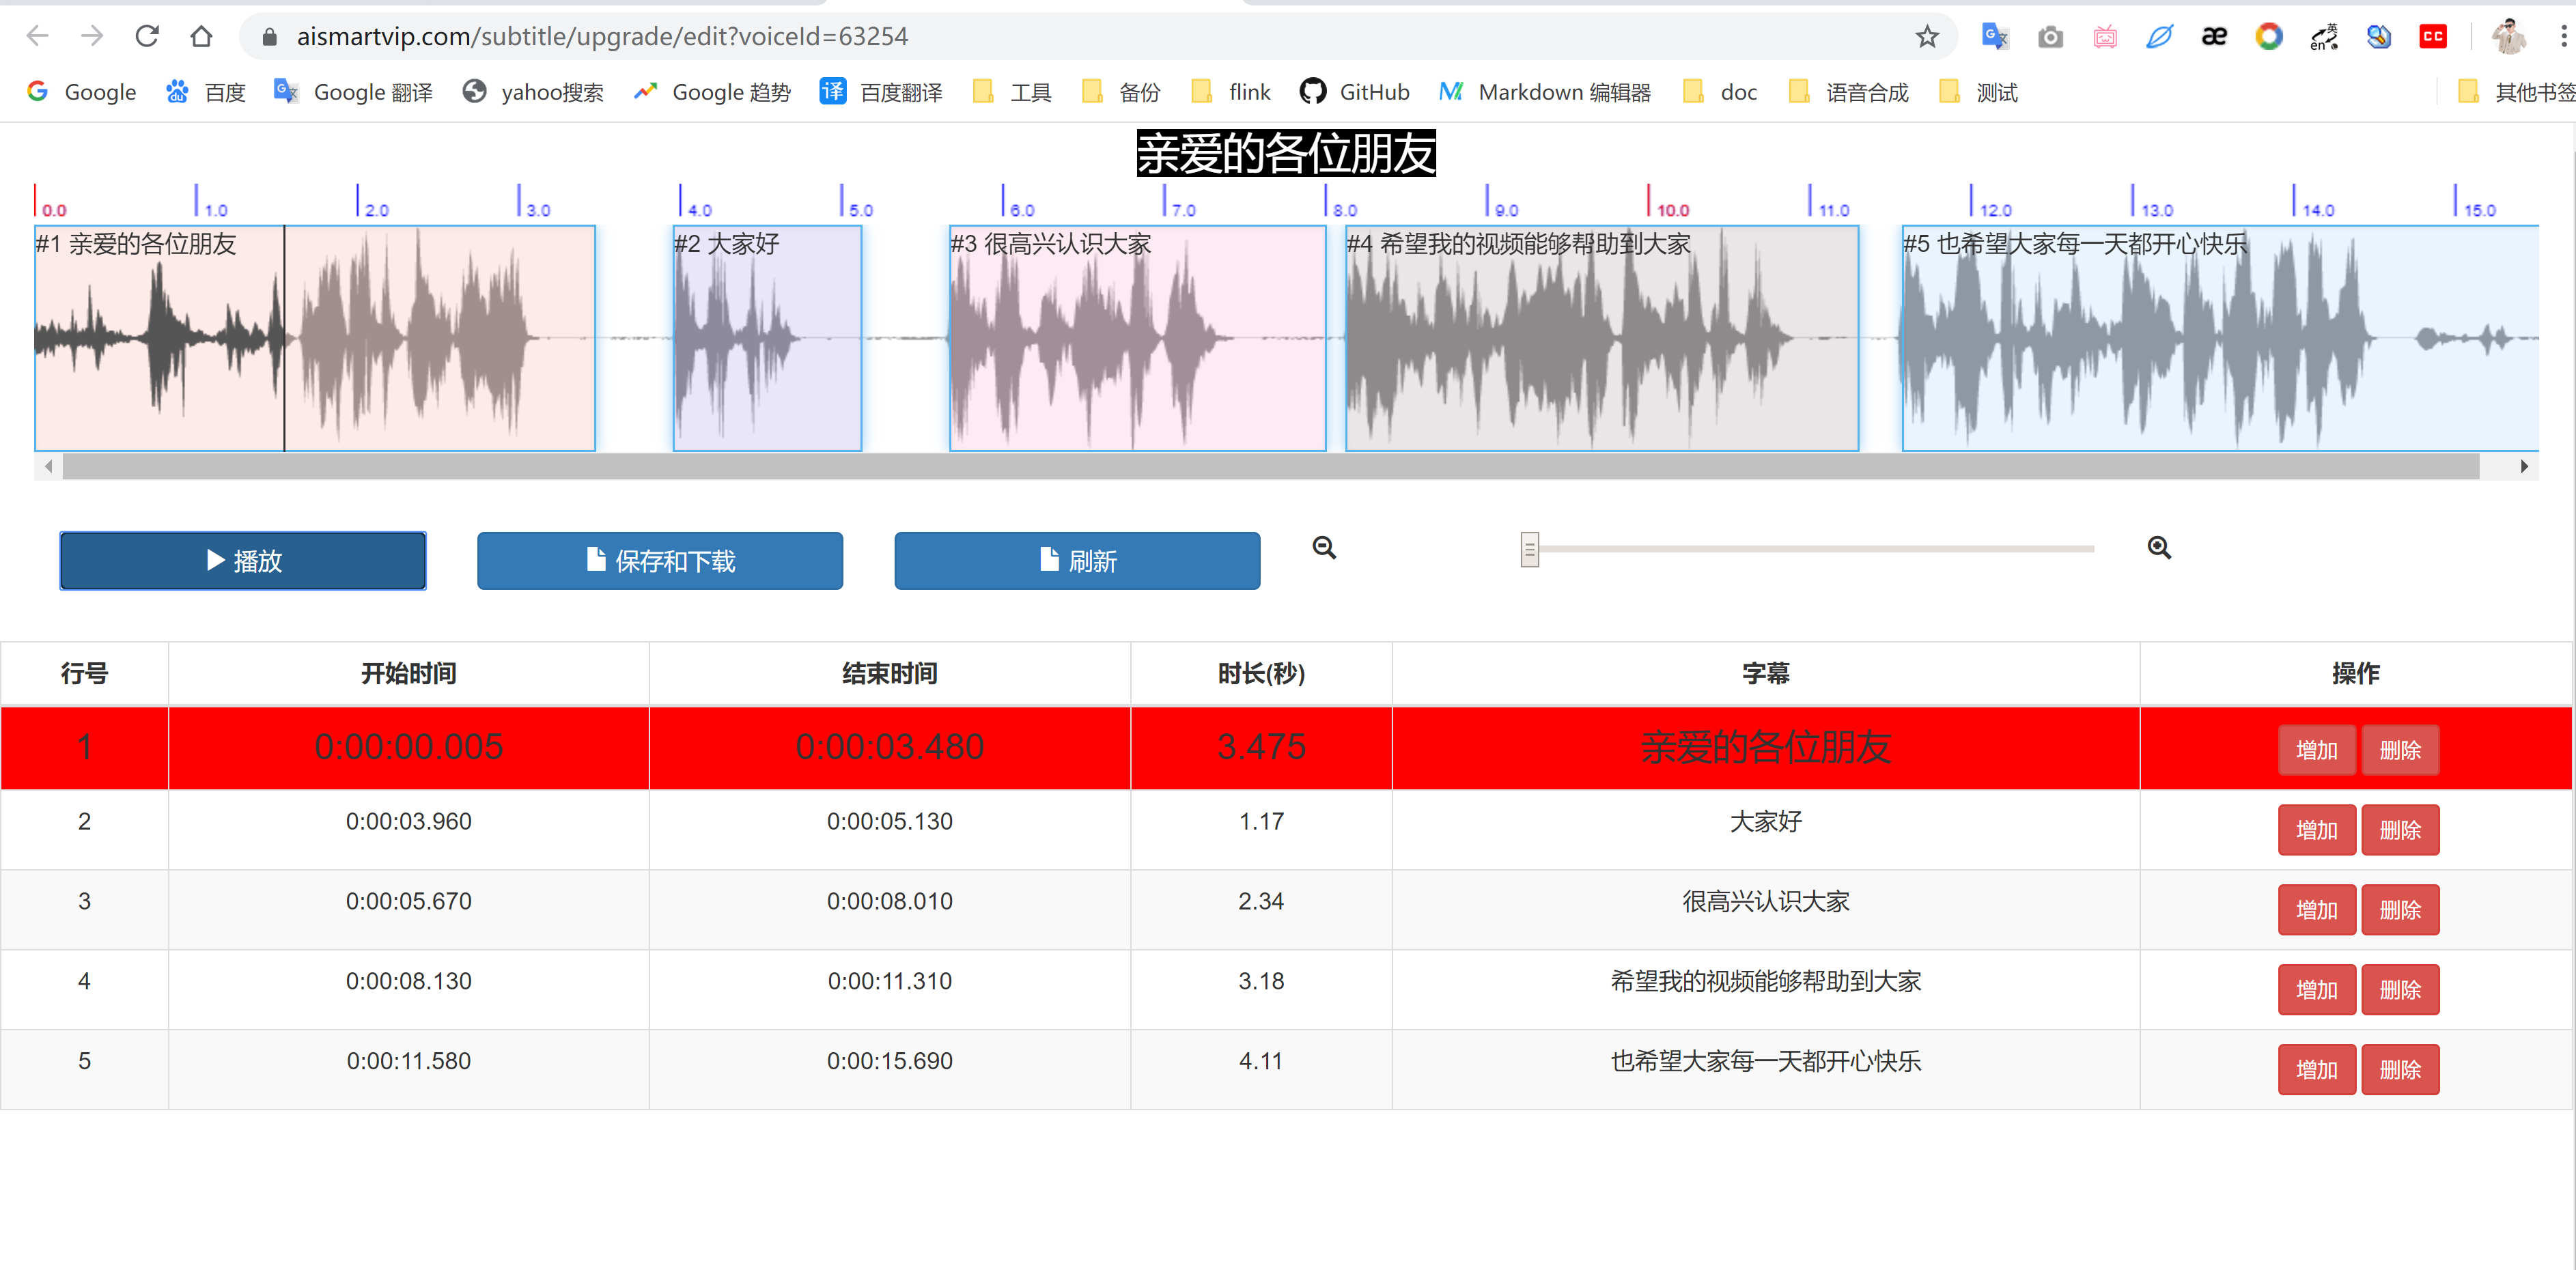 aismartvip.com/subtitle/upgrade/edit?voiceId=63254
Google 百度 Google 翻译 yahoo搜索 Google 趋势 百度翻译 工具 备份 flink GitHub Markdown 编辑器 doc 语音合成 测试 其他书签
亲爱的各位朋友
0.0 1.0 2.0 3.0 4.0 5.0 6.0 7.0 8.0 9.0 10.0 11.0 12.0 13.0 14.0 15.0
#1 亲爱的各位朋友 #2 大家好 #3 很高兴认识大家 #4 希望我的视频能够帮助到大家 #5 也希望大家每一天都开心快乐
播放 保存和下载 刷新
行号 开始时间 结束时间 时长(秒) 字幕 操作
1 0:00:00.005 0:00:03.480 3.475 亲爱的各位朋友 增加 删除
2 0:00:03.960 0:00:05.130 1.17 大家好 增加 删除
3 0:00:05.670 0:00:08.010 2.34 很高兴认识大家 增加 删除
4 0:00:08.130 0:00:11.310 3.18 希望我的视频能够帮助到大家 增加 删除
5 0:00:11.580 0:00:15.690 4.11 也希望大家每一天都开心快乐 增加 删除